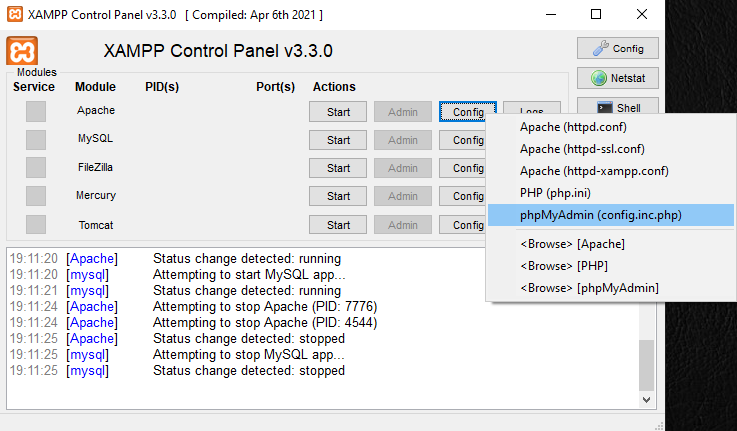 XAMPP Control Panel v3.3.0 [ Compiled: Apr 6th 2021 ]
XAMPP Control Panel v3.3.0
Config
Netstat
Shell
Modules
Service Module PID(s) Port(s) Actions
Apache Start Admin Config Logs
MySQL Start Admin Config
FileZilla Start Admin Config
Mercury Start Admin Config
Tomcat Start Admin Config
Apache (httpd.conf)
Apache (httpd-ssl.conf)
Apache (httpd-xampp.conf)
PHP (php.ini)
phpMyAdmin (config.inc.php)
<Browse> [Apache]
<Browse> [PHP]
<Browse> [phpMyAdmin]
19:11:20 [Apache] Status change detected: running
19:11:20 [mysql] Attempting to start MySQL app...
19:11:21 [mysql] Status change detected: running
19:11:24 [Apache] Attempting to stop Apache (PID: 7776)
19:11:24 [Apache] Attempting to stop Apache (PID: 4544)
19:11:25 [Apache] Status change detected: stopped
19:11:25 [mysql] Attempting to stop MySQL app...
19:11:25 [mysql] Status change detected: stopped